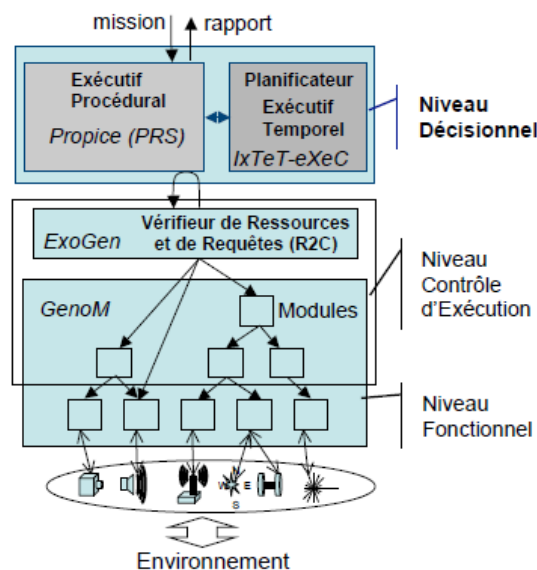 mission
rapport
Exécutif
Procédural
Propice (PRS)
Planificateur
Exécutif
Temporel
IxTeT-eXeC
Niveau
Décisionnel
ExoGen
Vérifieur de Ressources
et de Requêtes (R2C)
Niveau
Contrôle
d'Exécution
GenoM
Modules
Niveau
Fonctionnel
W E
S
Environnement